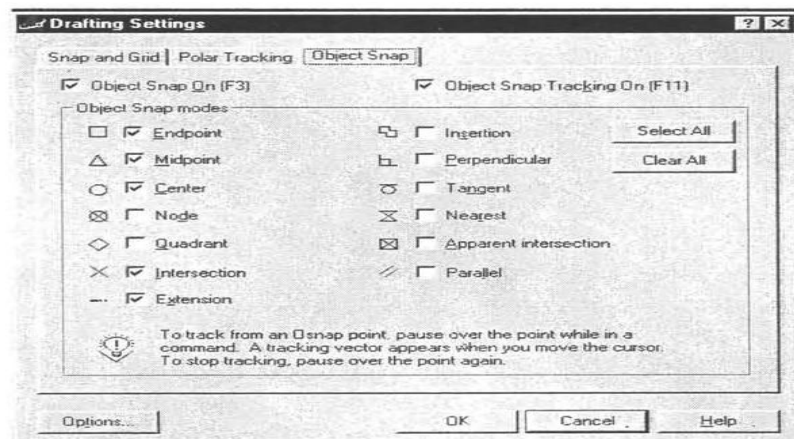 Drafting Settings
Snap and Grid Polar Tracking Object Snap
Object Snap On (F3) Object Snap Tracking On (F11)
Object Snap modes
Endpoint Insertion Select All
Midpoint Perpendicular Clear All
Center Tangent
Node Nearest
Quadrant Apparent intersection
Intersection Parallel
Extension
To track from an Osnap point, pause over the point while in a
command. A tracking vector appears when you move the cursor.
To stop tracking, pause over the point again.
Options... OK Cancel Help